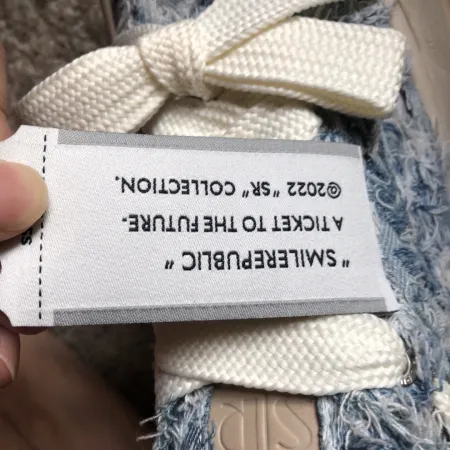 " SMILEREPUBLIC "
A TICKET TO THE FUTURE.
©2022 "SR" COLLECTION.